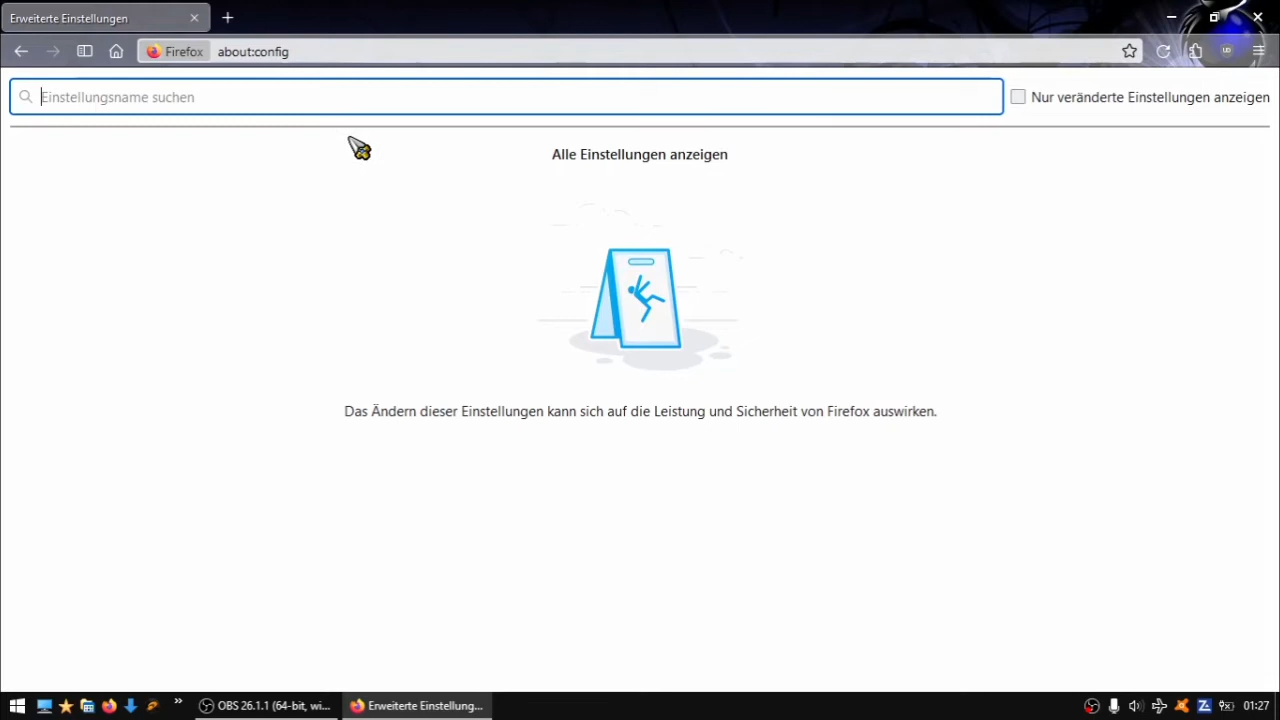 Erweiterte Einstellungen
Firefox about:config
Einstellungsname suchen
Nur veränderte Einstellungen anzeigen
Alle Einstellungen anzeigen
Das Ändern dieser Einstellungen kann sich auf die Leistung und Sicherheit von Firefox auswirken.
OBS 26.1.1 (64-bit, wi...
Erweiterte Einstellung...
01:27